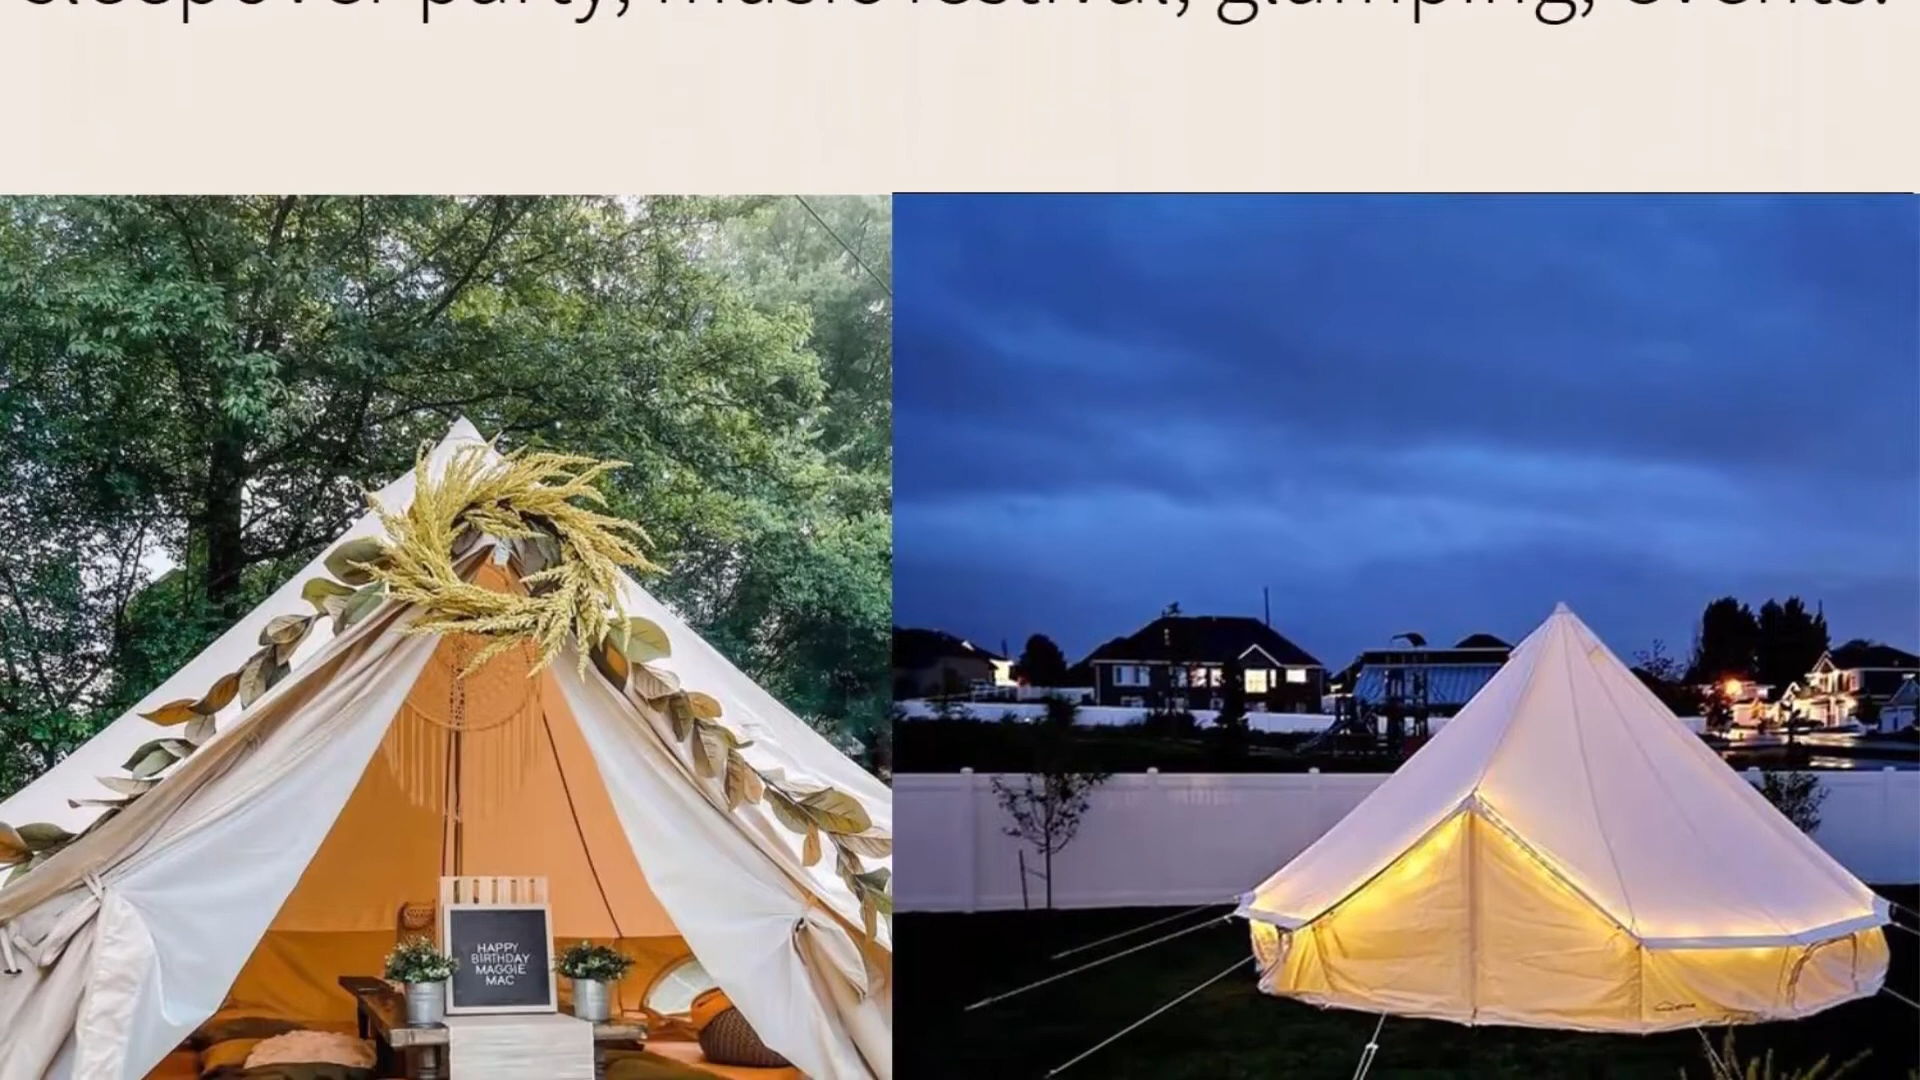 sleepover party, music festival, glamping, events.
HAPPY
BIRTHDAY
MAGGIE
MAC